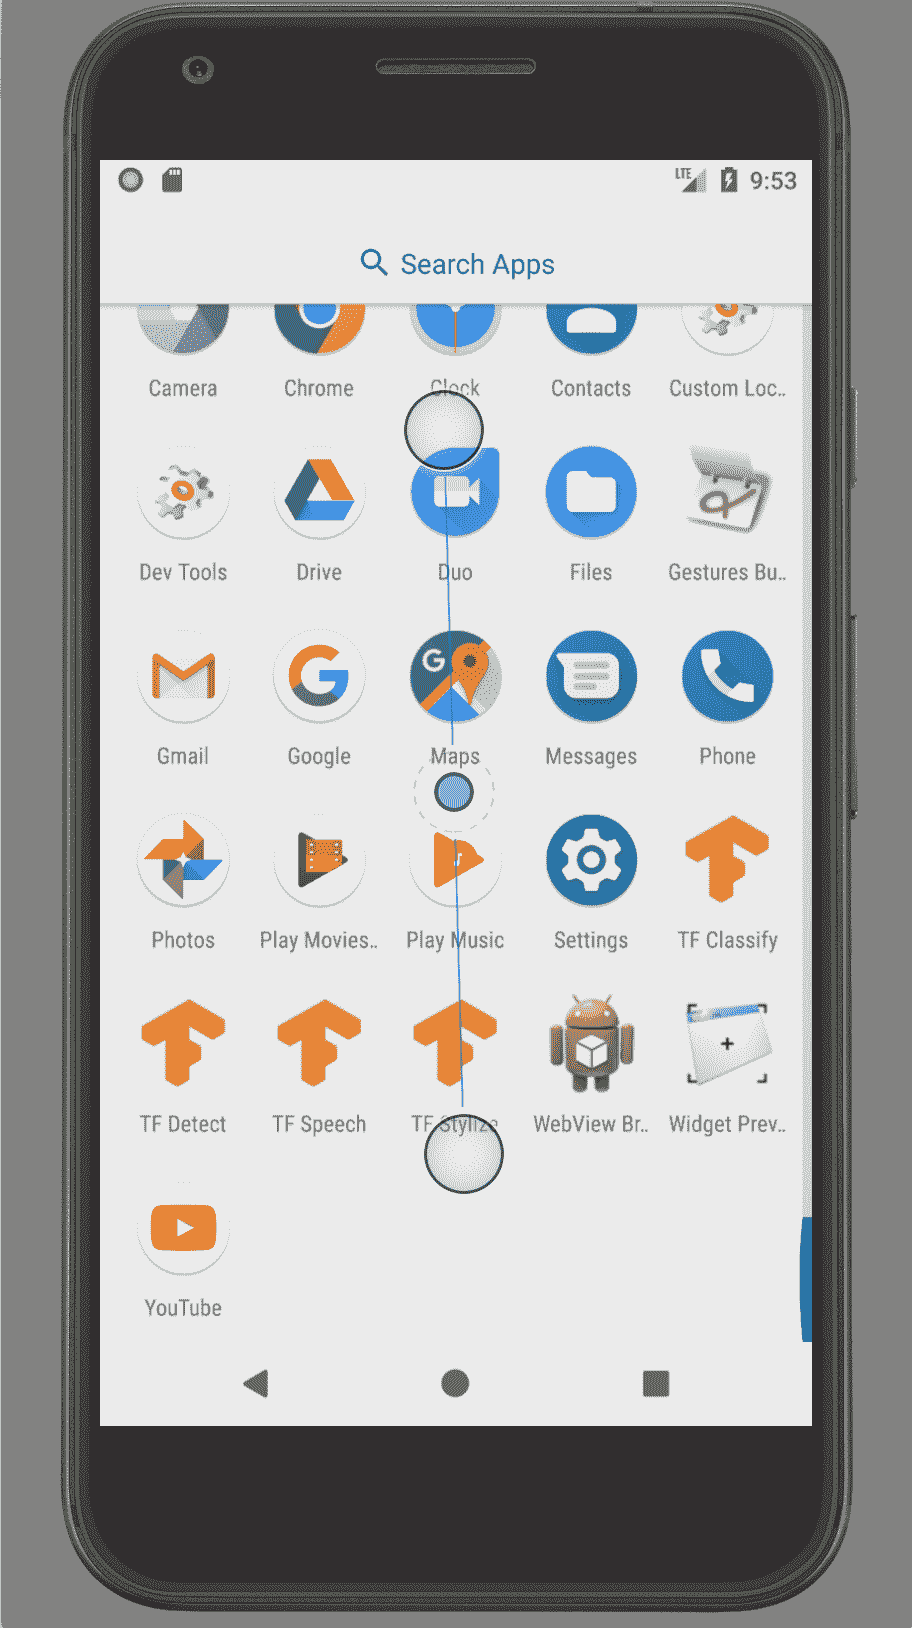 LTE 9:53
Search Apps
Camera Chrome Clock Contacts Custom Loc..
Dev Tools Drive Duo Files Gestures Bu..
G
Gmail Google Maps Messages Phone
Photos Play Movies.. Play Music Settings TF Classify
TF Detect TF Speech TF Stylize WebView Br.. Widget Prev..
YouTube